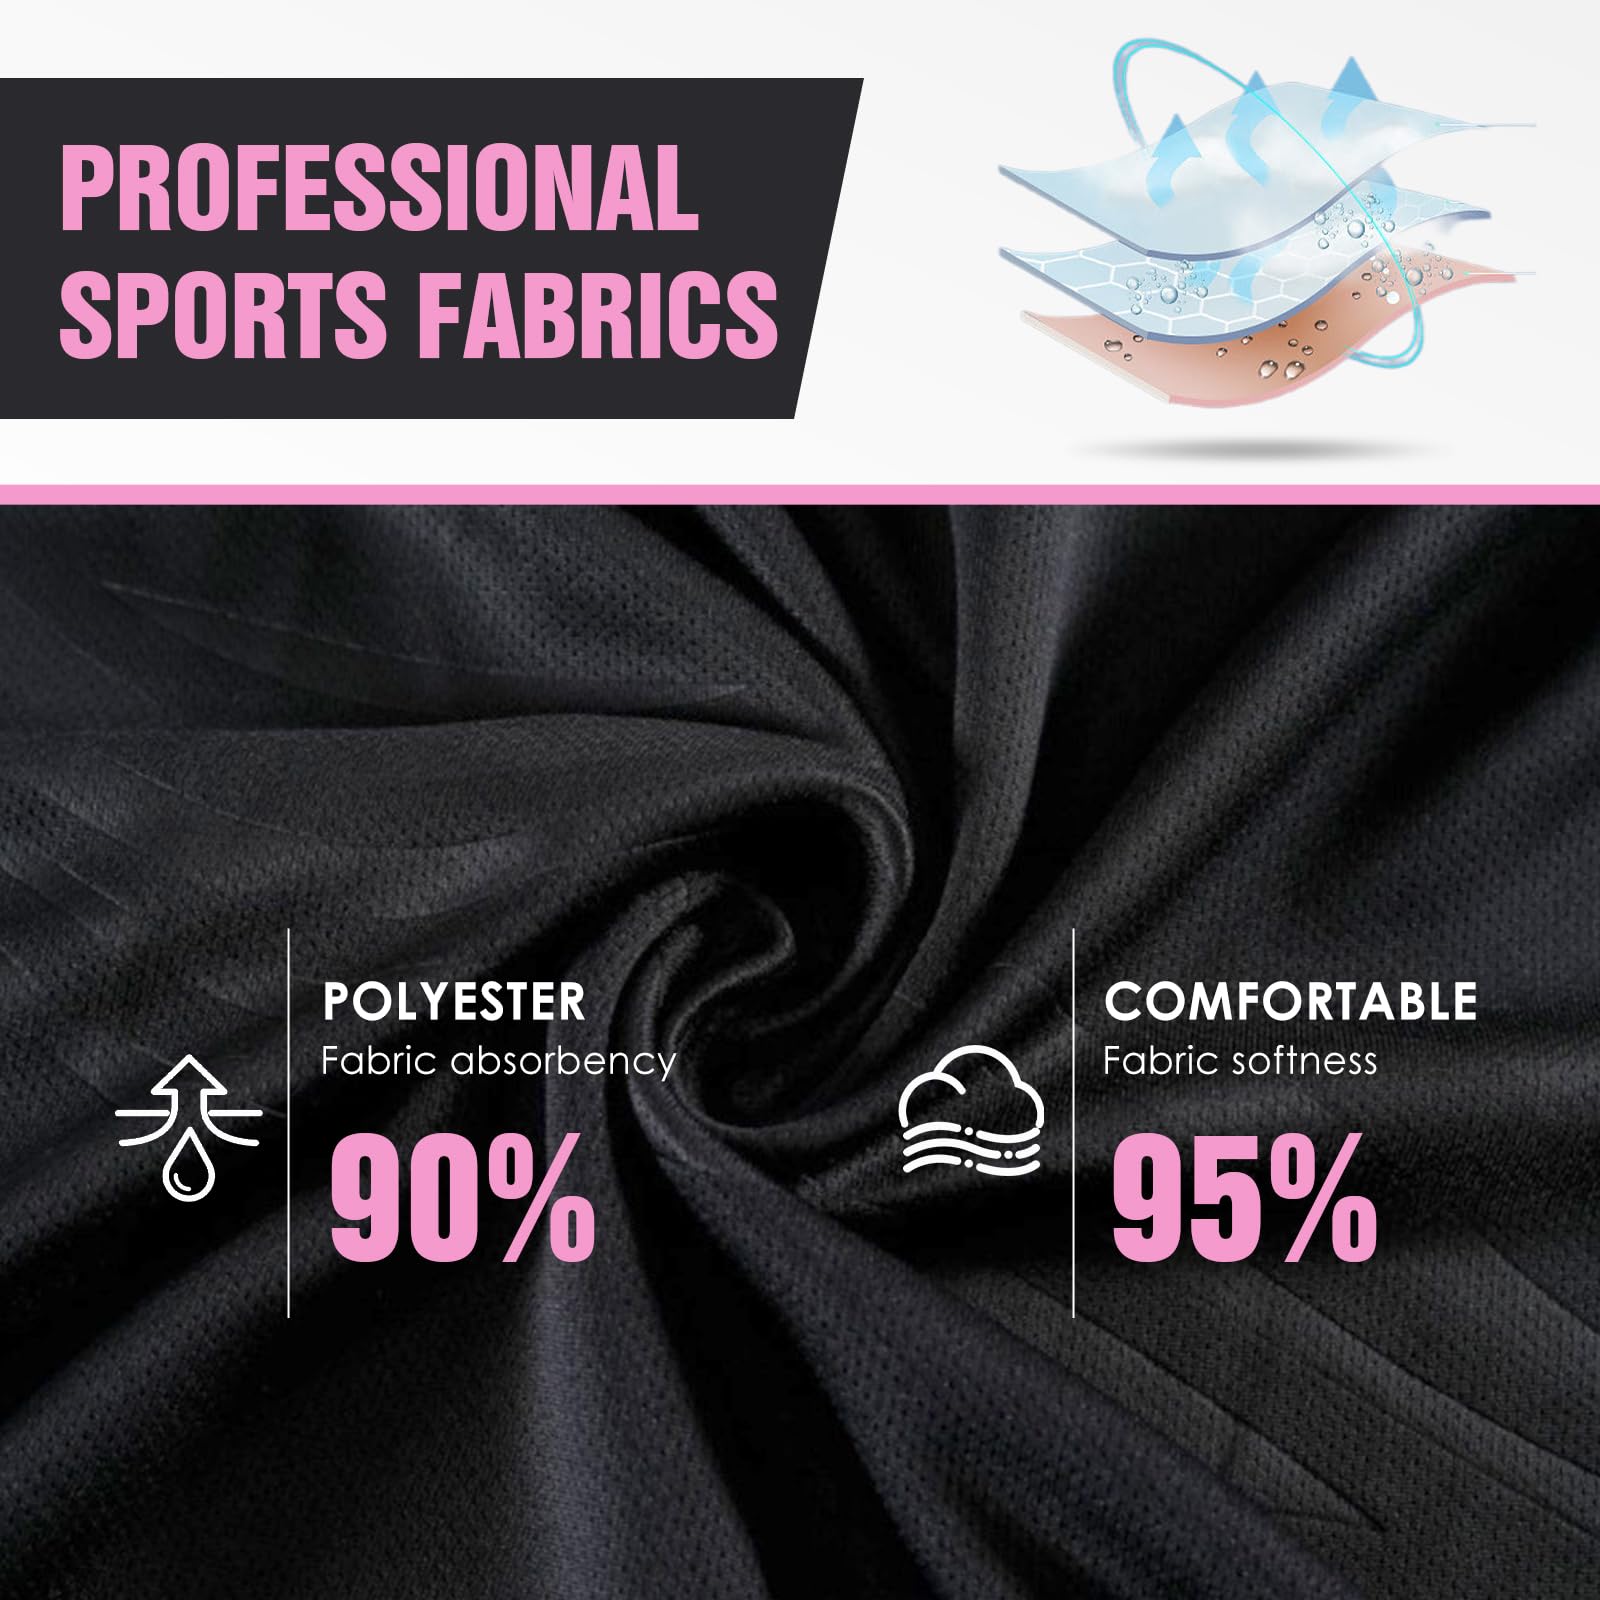 PROFESSIONAL
SPORTS FABRICS
POLYESTER
Fabric absorbency
90%
COMFORTABLE
Fabric softness
95%